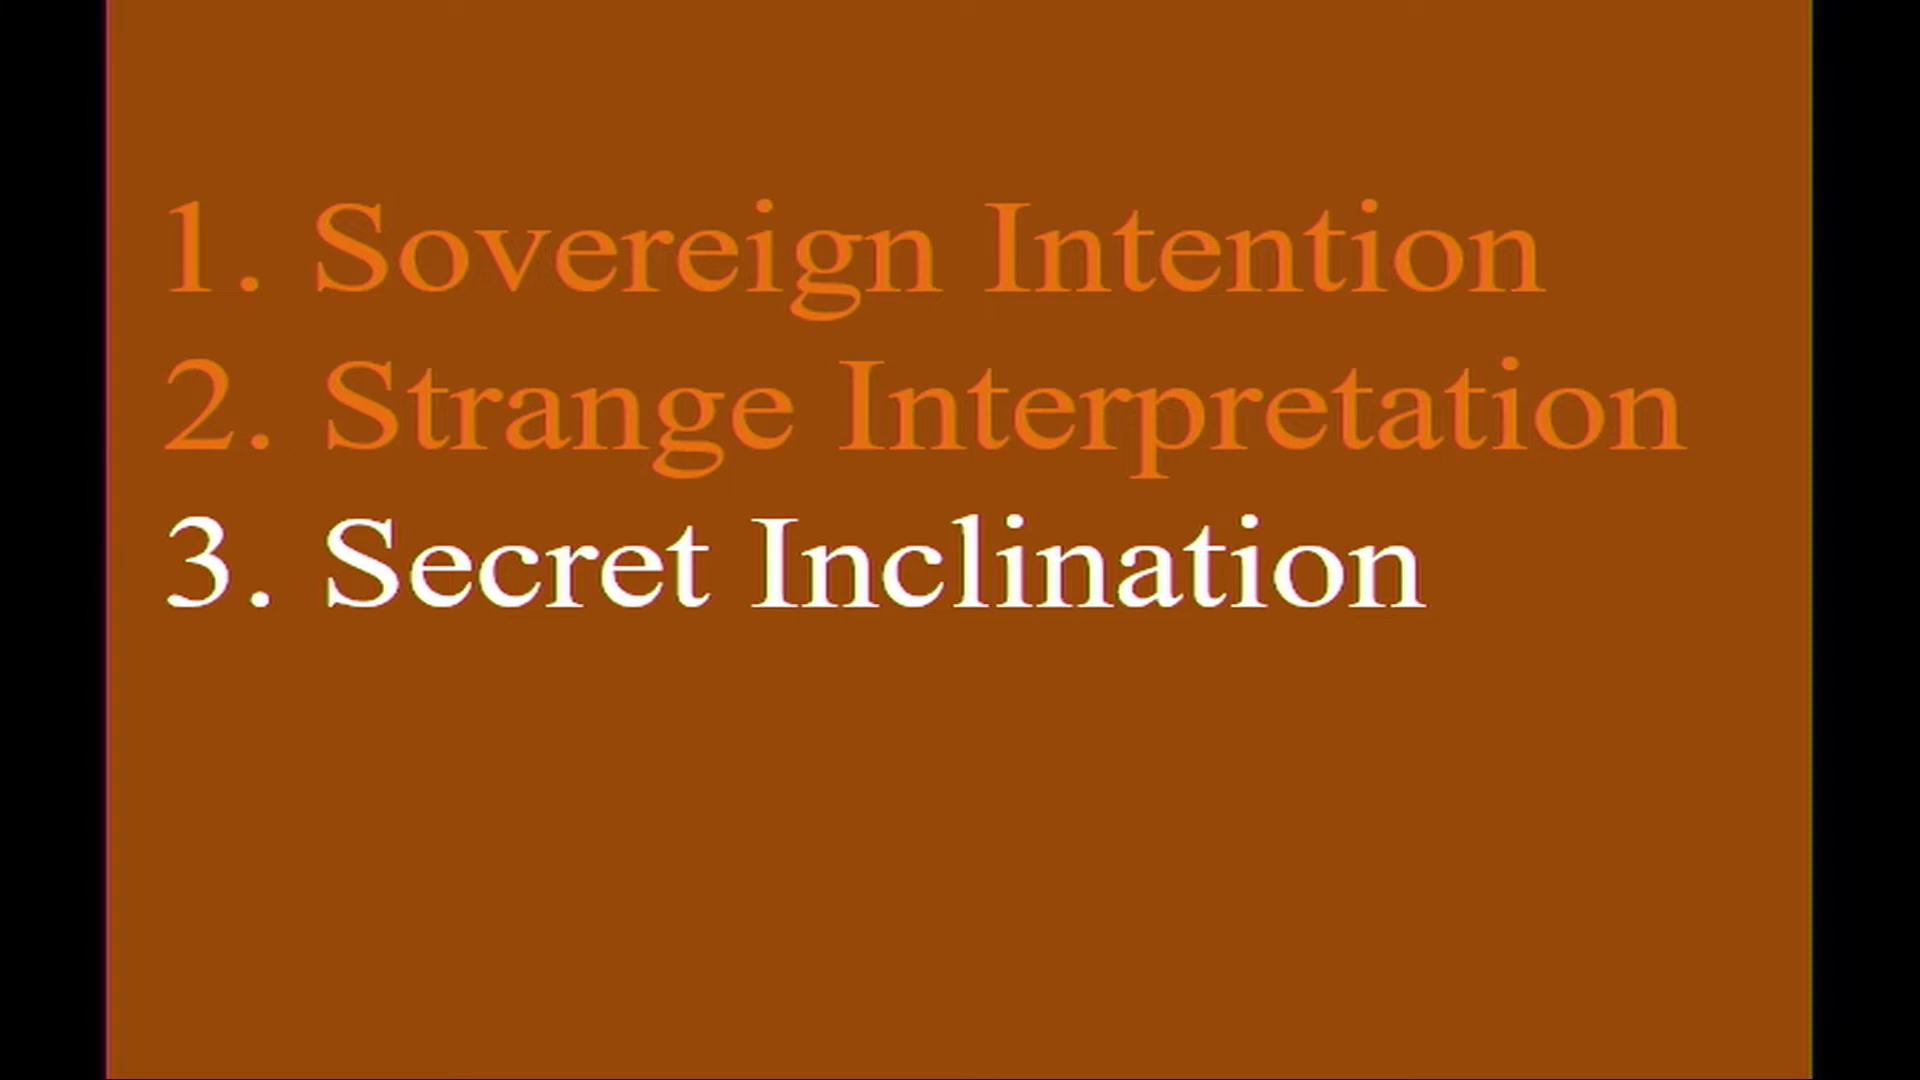 1. Sovereign Intention
2. Strange Interpretation
3. Secret Inclination